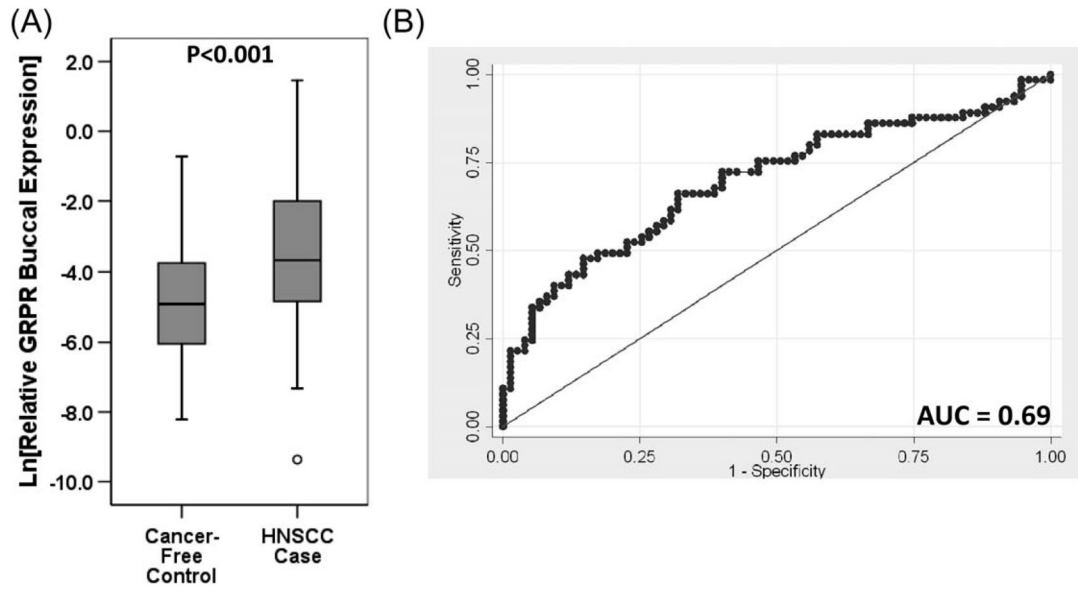 (A)
P<0.001
Ln[Relative GRPR Buccal Expression]
2.0
0.0
-2.0
-4.0
-6.0
-8.0
-10.0
Cancer-
Free
Control
HNSCC
Case
(B)
Sensitivity
1.00
0.75
0.50
0.25
0.00
AUC = 0.69
0.00
0.25
0.50
0.75
1.00
1 - Specificity